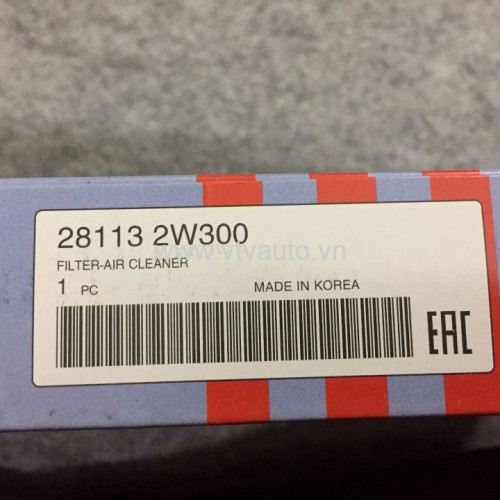 28113 2W300
www.vtvauto.vn
FILTER-AIR CLEANER
1 PC MADE IN KOREA
EAC